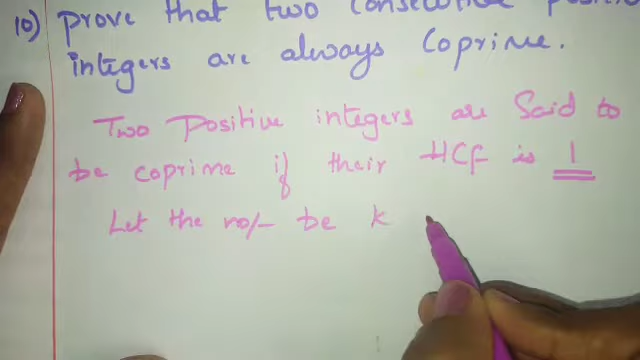 10) prove that two consecutive positi
integers are always Coprime.
Two Positive integers are Said to
be coprime if their HCF is 1
Let the no/- be k